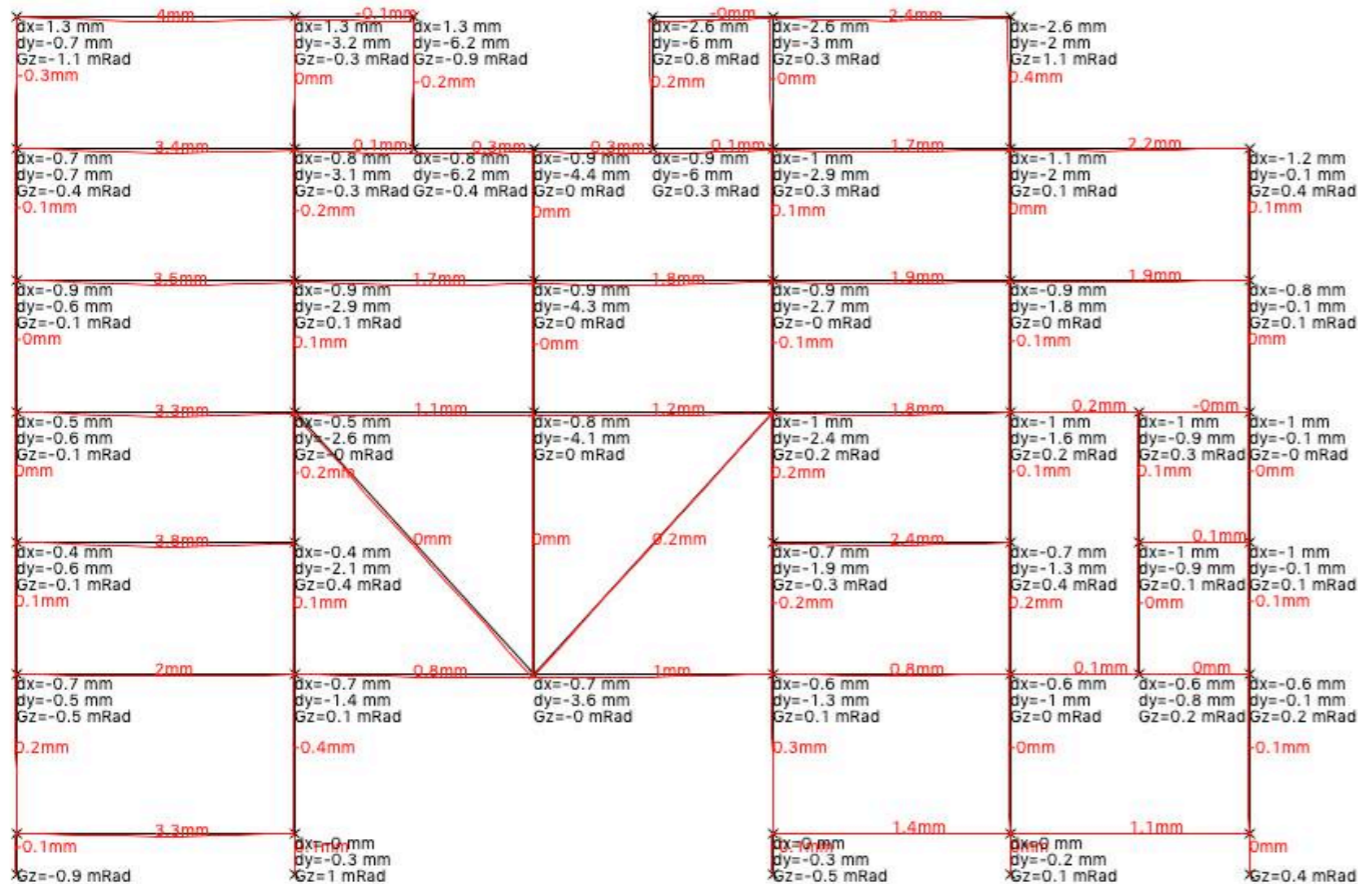 4mm -0.1mm -0mm 2.4mm
dx=1.3 mm dx=1.3 mm dx=1.3 mm dx=-2.6 mm dx=-2.6 mm dx=-2.6 mm
dy=-0.7 mm dy=-3.2 mm dy=-6.2 mm dy=-6 mm dy=-3 mm dy=-2 mm
Gz=-1.1 mRad Gz=-0.3 mRad Gz=-0.9 mRad Gz=0.8 mRad Gz=0.3 mRad Gz=1.1 mRad
-0.3mm 0mm -0.2mm 0.2mm -0mm 0.4mm
3.4mm 0.1mm 0.3mm 0.3mm 0.1mm 1.7mm 2.2mm
dx=-0.7 mm dx=-0.8 mm dx=-0.8 mm dx=-0.9 mm dx=-0.9 mm dx=-1 mm dx=-1.1 mm dx=-1.2 mm
dy=-0.7 mm dy=-3.1 mm dy=-6.2 mm dy=-4.4 mm dy=-6 mm dy=-2.9 mm dy=-2 mm dy=-0.1 mm
Gz=-0.4 mRad Gz=-0.3 mRad Gz=-0.4 mRad Gz=0 mRad Gz=0.3 mRad Gz=0.3 mRad Gz=0.1 mRad Gz=0.4 mRad
-0.1mm -0.2mm 0mm 0.1mm 0mm 0.1mm
1.7mm 1.8mm 1.9mm 1.9mm
dx=-0.9 mm dx=-0.9 mm dx=-0.9 mm dx=-0.9 mm dx=-0.9 mm dx=-0.8 mm
dy=-0.6 mm dy=-2.9 mm dy=-4.3 mm dy=-2.7 mm dy=-1.8 mm dy=-0.1 mm
Gz=-0.1 mRad Gz=0.1 mRad Gz=0 mRad Gz=-0 mRad Gz=0 mRad Gz=0.1 mRad
-0mm 0.1mm -0mm -0.1mm -0.1mm 0mm
3.3mm 1.1mm 1.2mm 1.8mm 0.2mm -0mm
dx=-0.5 mm dx=-0.5 mm dx=-0.8 mm dx=-1 mm dx=-1 mm dx=-1 mm dx=-1 mm
dy=-0.6 mm dy=-2.6 mm dy=-4.1 mm dy=-2.4 mm dy=-1.6 mm dy=-0.9 mm dy=-0.1 mm
Gz=-0.1 mRad Gz=-0 mRad Gz=0 mRad Gz=0.2 mRad Gz=0.2 mRad Gz=0.3 mRad Gz=-0 mRad
0mm -0.2mm 0.2mm -0.1mm 0.1mm -0mm
3.8mm 0mm 0mm 0.2mm 2.4mm 0.1mm
dx=-0.4 mm dx=-0.4 mm dx=-0.7 mm dx=-0.7 mm dx=-1 mm dx=-1 mm
dy=-0.6 mm dy=-2.1 mm dy=-1.9 mm dy=-1.3 mm dy=-0.9 mm dy=-0.1 mm
Gz=-0.1 mRad Gz=0.4 mRad Gz=-0.3 mRad Gz=0.4 mRad Gz=0.1 mRad Gz=0.1 mRad
0.1mm 0.1mm -0.2mm 0.2mm -0mm -0.1mm
2mm 0.8mm 1mm 0.8mm 0.1mm 0mm
dx=-0.7 mm dx=-0.7 mm dx=-0.7 mm dx=-0.6 mm dx=-0.6 mm dx=-0.6 mm dx=-0.6 mm
dy=-0.5 mm dy=-1.4 mm dy=-3.6 mm dy=-1.3 mm dy=-1 mm dy=-0.8 mm dy=-0.1 mm
Gz=-0.5 mRad Gz=0.1 mRad Gz=-0 mRad Gz=0.1 mRad Gz=0 mRad Gz=0.2 mRad Gz=0.2 mRad
0.2mm -0.4mm 0.3mm -0mm -0.1mm
3.3mm 1.4mm 1.1mm
-0.1mm dx=-0 mm dx=0 mm dx=0 mm 0mm
dy=-0.3 mm dy=-0.3 mm dy=-0.2 mm
Gz=-0.9 mRad Gz=1 mRad Gz=-0.5 mRad Gz=0.1 mRad Gz=0.4 mRad